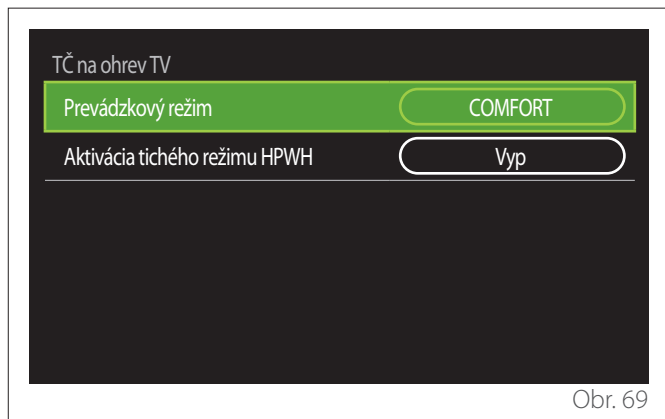 TČ na ohrev TV
Prevádzkový režim COMFORT
Aktivácia tichého režimu HPWH Vyp
Obr. 69